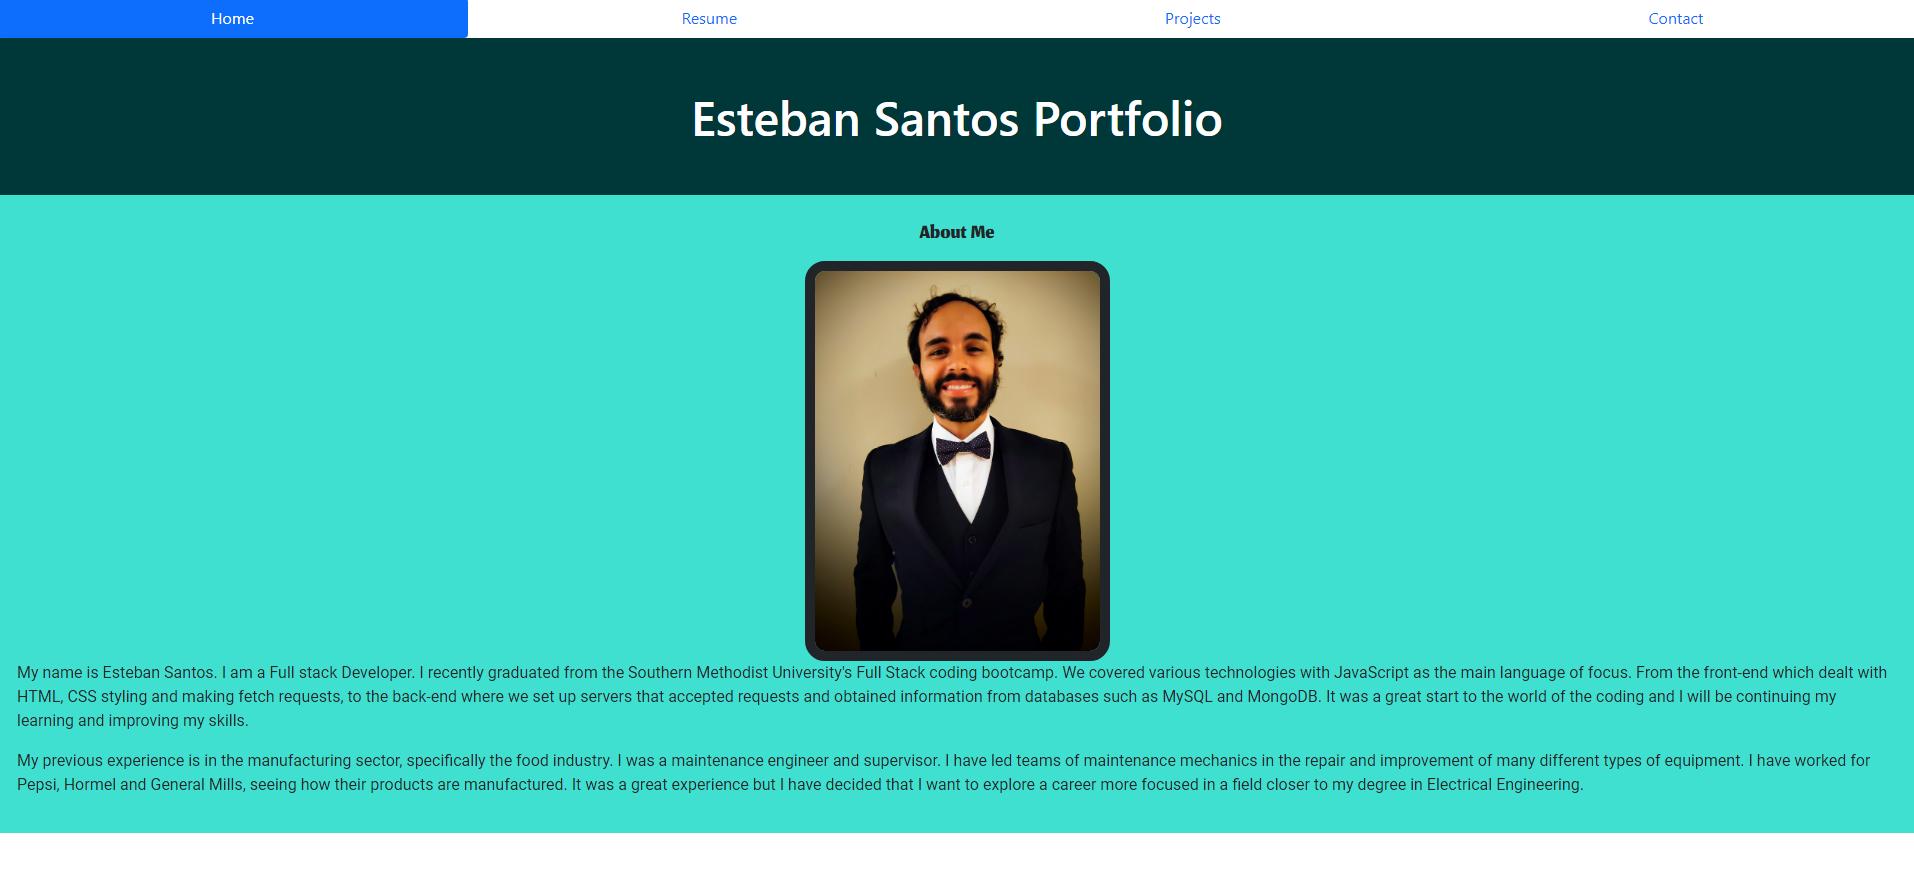 Home
Resume
Projects
Contact
Esteban Santos Portfolio
About Me
My name is Esteban Santos. I am a Full stack Developer. I recently graduated from the Southern Methodist University's Full Stack coding bootcamp. We covered various technologies with JavaScript as the main language of focus. From the front-end which dealt with
HTML, CSS styling and making fetch requests, to the back-end where we set up servers that accepted requests and obtained information from databases such as MySQL and MongoDB. It was a great start to the world of the coding and I will be continuing my
learning and improving my skills.
My previous experience is in the manufacturing sector, specifically the food industry. I was a maintenance engineer and supervisor. I have led teams of maintenance mechanics in the repair and improvement of many different types of equipment. I have worked for
Pepsi, Hormel and General Mills, seeing how their products are manufactured. It was a great experience but I have decided that I want to explore a career more focused in a field closer to my degree in Electrical Engineering.